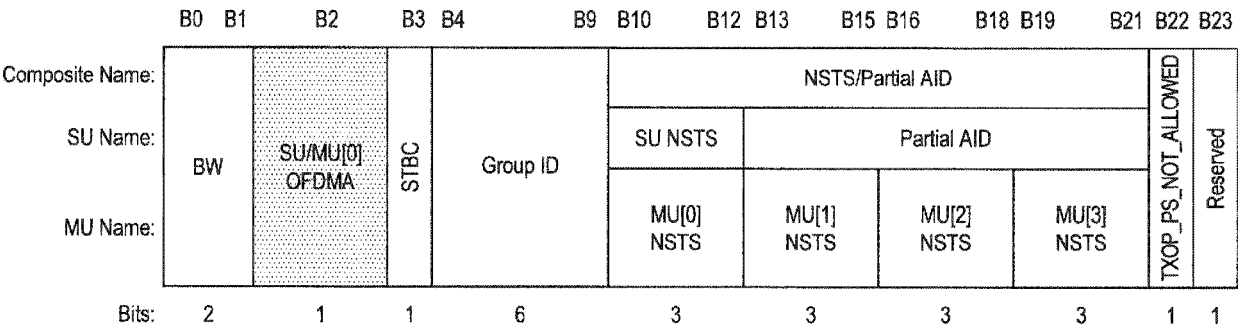 B0 B1 B2 B3 B4 B9 B10 B12 B13 B15 B16 B18 B19 B21 B22 B23
Composite Name:
NSTS/Partial AID
SU Name:
SU NSTS
Partial AID
BW
SU/MU[0]
OFDMA
STBC
Group ID
TXOP_PS_NOT_ALLOWED
Reserved
MU Name:
MU[0]
NSTS
MU[1]
NSTS
MU[2]
NSTS
MU[3]
NSTS
Bits: 2 1 1 6 3 3 3 3 1 1